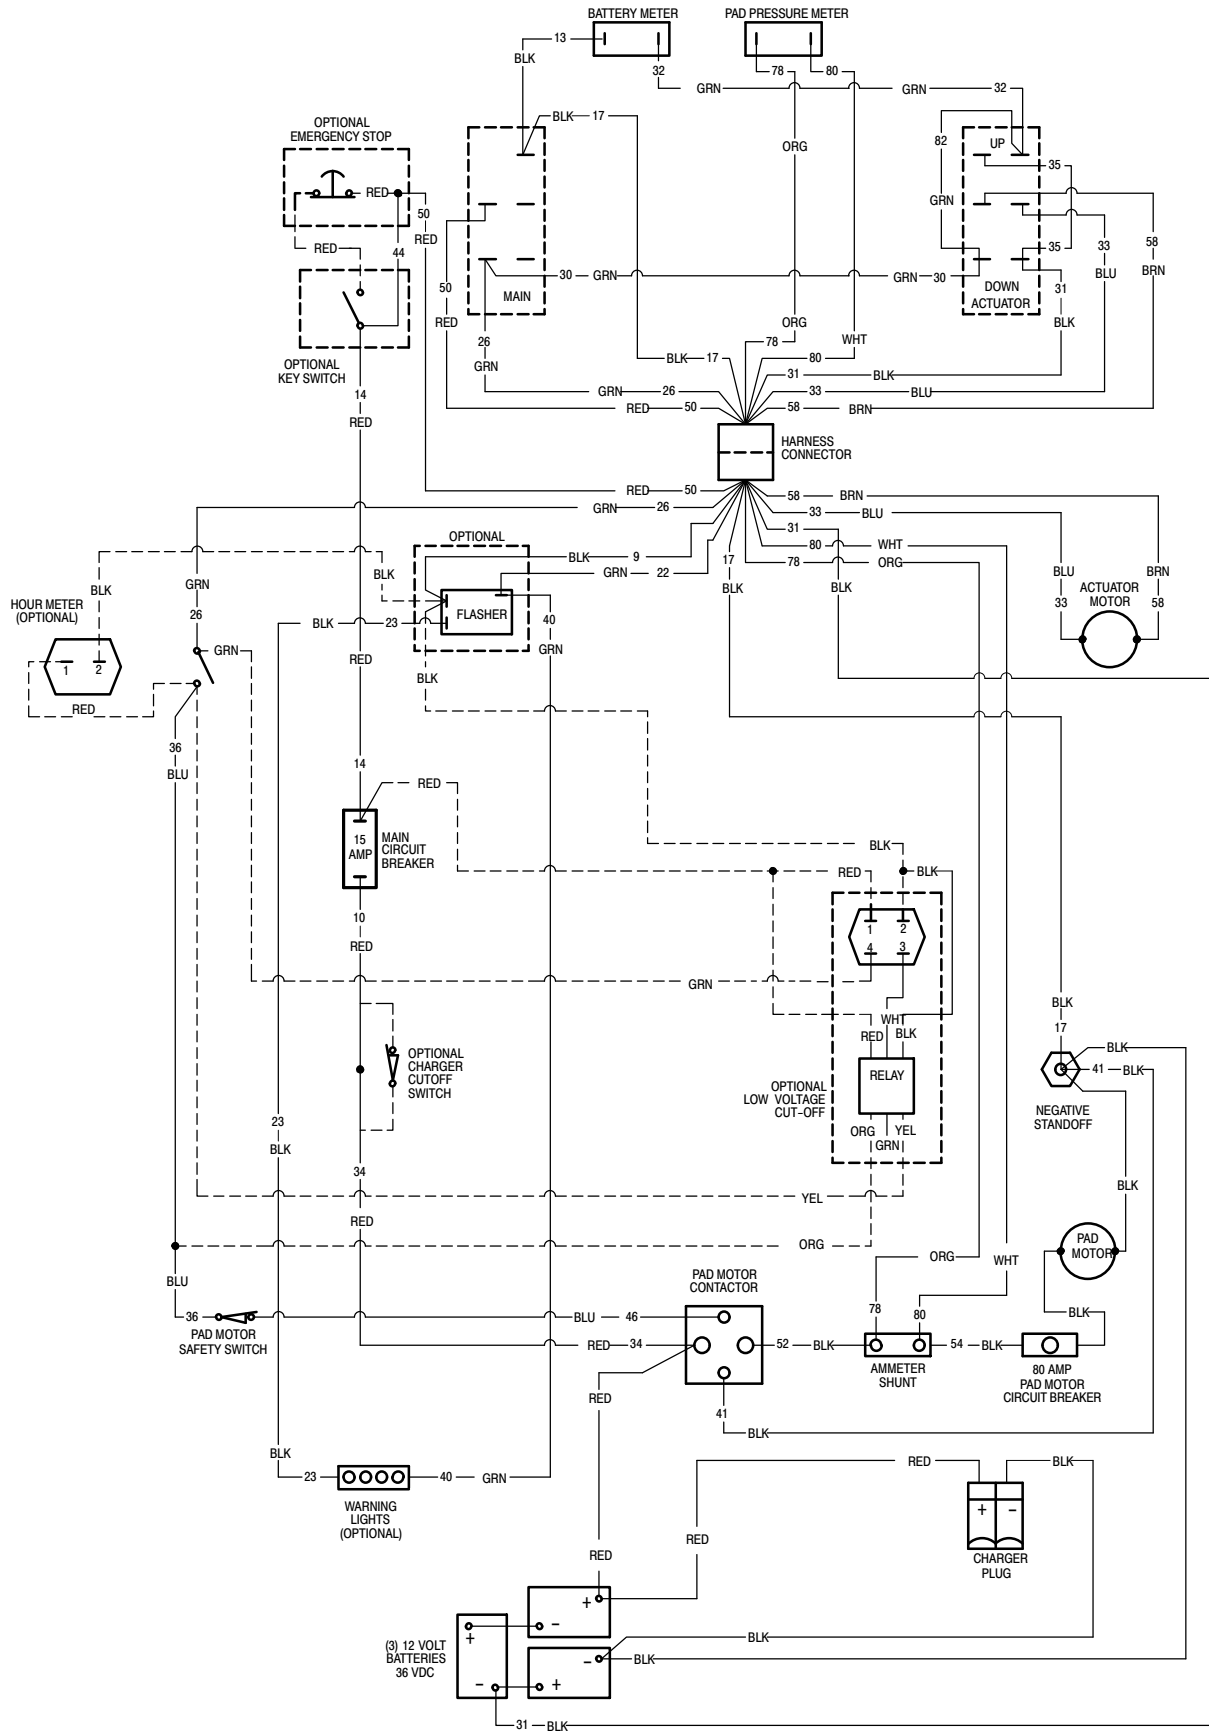 BATTERY METER
PAD PRESSURE METER
13
BLK
32
78
80
GRN
GRN
32
OPTIONAL
EMERGENCY STOP
BLK
17
82
UP
ORG
35
RED
GRN
50
RED
RED
44
35
33
BLU
58
BRN
30
GRN
GRN
30
50
MAIN
DOWN
ACTUATOR
31
BLK
RED
26
GRN
ORG
78
WHT
OPTIONAL
KEY SWITCH
BLK
17
80
31
BLK
14
GRN
26
33
BLU
RED
RED
50
58
BRN
HARNESS
CONNECTOR
RED
50
58
BRN
GRN
26
33
BLU
31
OPTIONAL
80
WHT
BLK
9
17
78
ORG
BLK
GRN
22
BLK
BLK
BLK
BLU
BRN
GRN
26
HOUR METER
(OPTIONAL)
FLASHER
ACTUATOR
MOTOR
33
58
BLK
23
40
GRN
GRN
RED
1
2
BLK
RED
36
BLU
14
RED
15
AMP
MAIN
CIRCUIT
BREAKER
BLK
RED
BLK
10
RED
1
2
4
3
GRN
BLK
17
WHT
RED
BLK
BLK
OPTIONAL
CHARGER
CUTOFF
SWITCH
RELAY
41
BLK
OPTIONAL
LOW VOLTAGE
CUT-OFF
NEGATIVE
STANDOFF
23
BLK
ORG
YEL
GRN
34
BLK
YEL
RED
ORG
PAD
MOTOR
ORG
WHT
BLU
PAD MOTOR
CONTACTOR
78
80
BLK
36
BLU
46
PAD MOTOR
SAFETY SWITCH
RED
34
52
BLK
54
BLK
AMMETER
SHUNT
80 AMP
PAD MOTOR
CIRCUIT BREAKER
RED
41
BLK
BLK
RED
BLK
23
40
GRN
+
-
WARNING
LIGHTS
(OPTIONAL)
RED
RED
CHARGER
PLUG
+
-
+
(3) 12 VOLT
BATTERIES
36 VDC
BLK
-
BLK
-
+
31
BLK